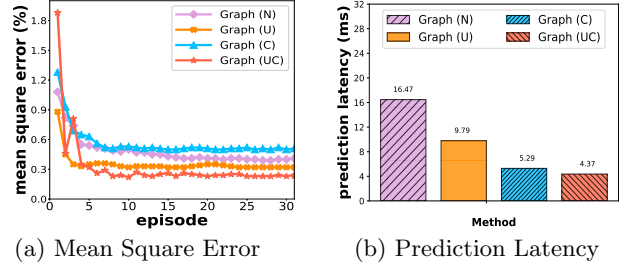 mean square error (%)
1.8
1.5
1.2
0.9
0.6
0.3
0.0
0
5
10
15
20
25
30
episode
Graph (N)
Graph (U)
Graph (C)
Graph (UC)
(a) Mean Square Error
prediction latency (ms)
32
28
24
20
16
12
8
4
0
Graph (N)
Graph (C)
Graph (U)
Graph (UC)
16.47
9.79
5.29
4.37
Method
(b) Prediction Latency